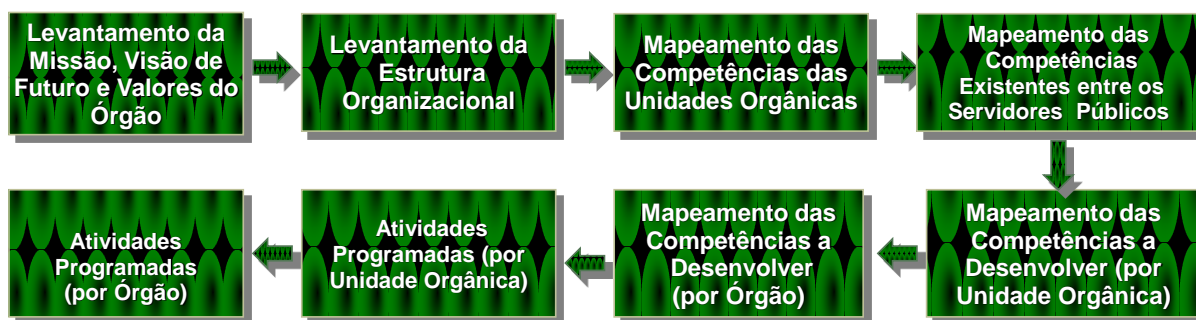 Levantamento da
Missão, Visão de
Futuro e Valores do
Órgão
Levantamento da
Estrutura
Organizacional
Mapeamento das
Competências das
Unidades Orgânicas
Mapeamento das
Competências
Existentes entre os
Servidores Públicos
Mapeamento das
Competências a
Desenvolver (por
Unidade Orgânica)
Mapeamento das
Competências a
Desenvolver
(por Órgão)
Atividades
Programadas (por
Unidade Orgânica)
Atividades
Programadas
(por Órgão)